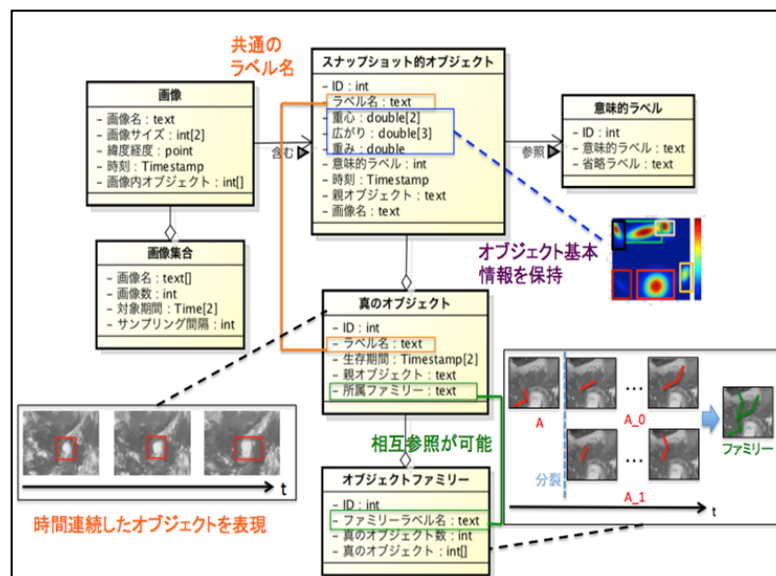 共通の
ラベル名
画像
- 画像名 : text
- 画像サイズ : int[2]
- 緯度経度 : point
- 時刻 : Timestamp
- 画像内オブジェクト : int[]
含む
スナップショット的オブジェクト
- ID : int
- ラベル名 : text
- 重心 : double[2]
- 広がり : double[3]
- 重み : double
- 意味的ラベル : int
- 時刻 : Timestamp
- 親オブジェクト : text
- 画像名 : text
参照
意味的ラベル
- ID : int
- 意味的ラベル : text
- 省略ラベル : text
画像集合
- 画像名 : text[]
- 画像数 : int
- 対象期間 : Time[2]
- サンプリング間隔 : int
オブジェクト基本
情報を保持
真のオブジェクト
- ID : int
- ラベル名 : text
- 生存期間 : Timestamp[2]
- 親オブジェクト : text
- 所属ファミリー : text
相互参照が可能
オブジェクトファミリー
- ID : int
- ファミリーラベル名 : text
- 真のオブジェクト数 : int
- 真のオブジェクト : int[]
t
時間連続したオブジェクトを表現
...
...
A
A_0
ファミリー
分裂
A_1
t